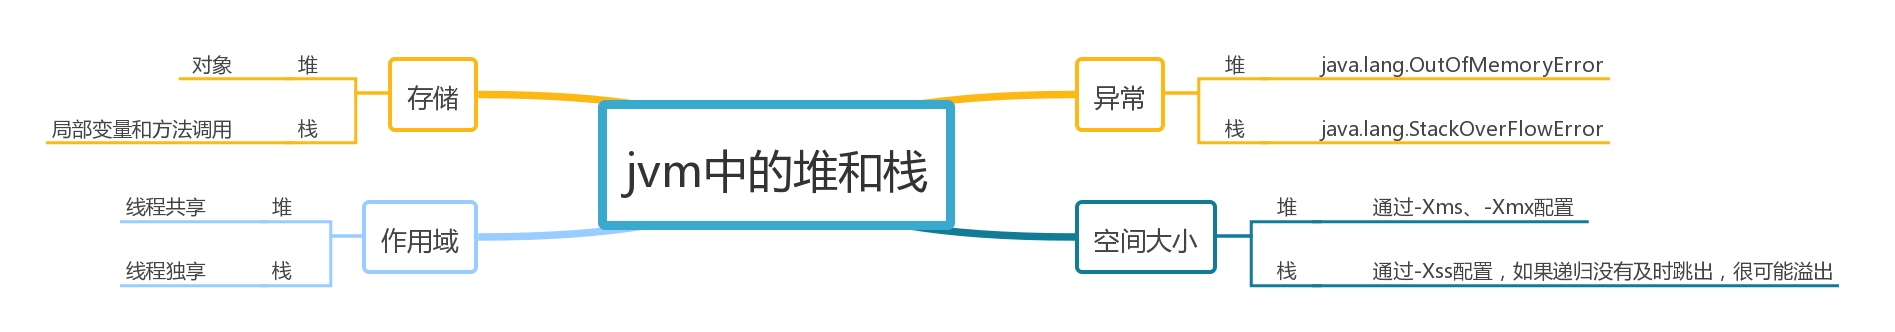 jvm中的堆和栈
存储
堆
对象
栈
局部变量和方法调用
作用域
堆
线程共享
栈
线程独享
异常
堆
java.lang.OutOfMemoryError
栈
java.lang.StackOverFlowError
空间大小
堆
通过-Xms、-Xmx配置
栈
通过-Xss配置，如果递归没有及时跳出，很可能溢出